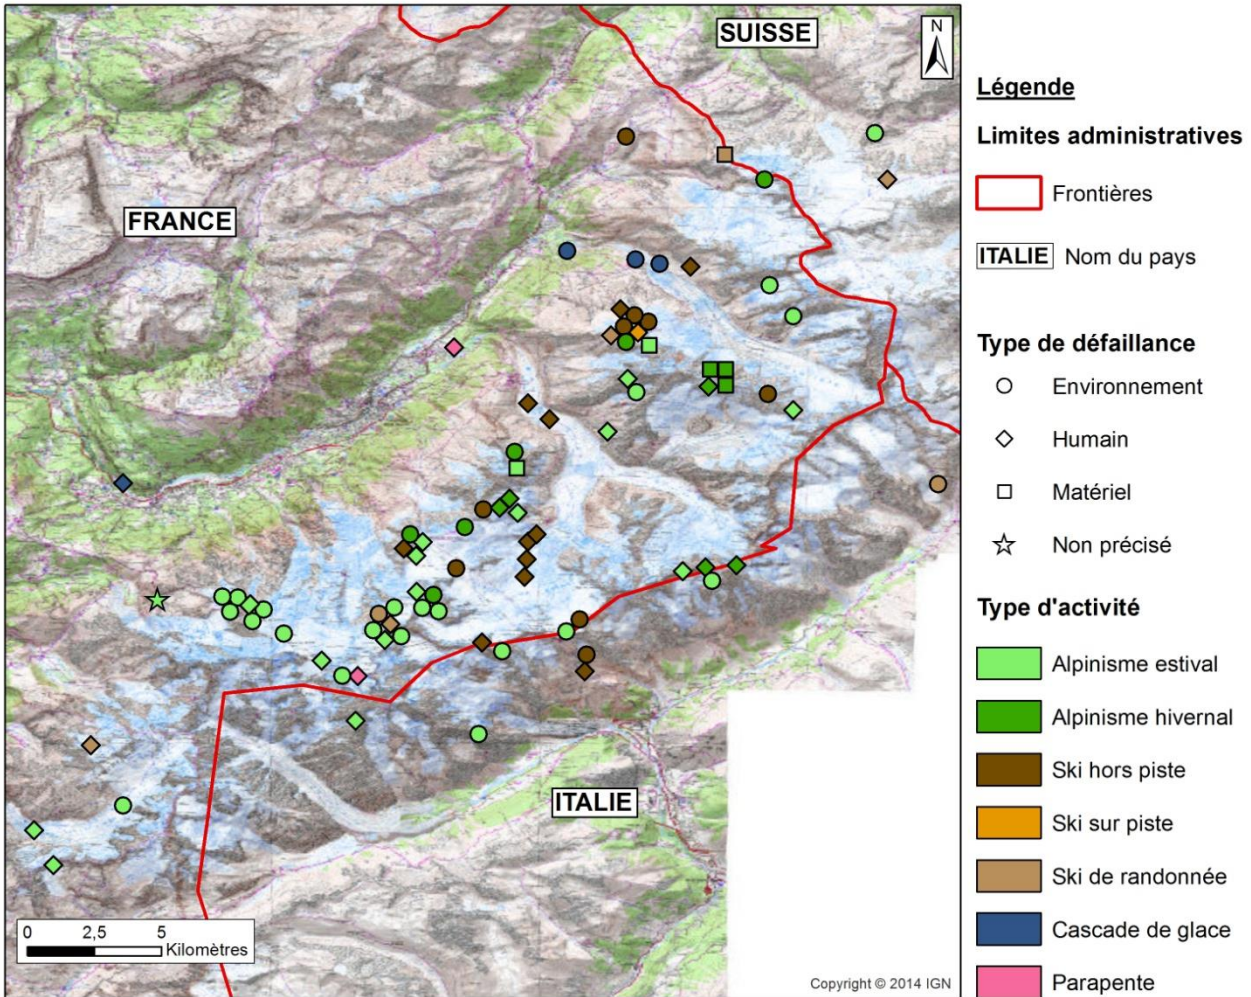 SUISSE
N
FRANCE
ITALIE
0 2,5 5
Kilomètres
Copyright © 2014 IGN
Légende
Limites administratives
Frontières
ITALIE Nom du pays
Type de défaillance
Environnement
Humain
Matériel
Non précisé
Type d'activité
Alpinisme estival
Alpinisme hivernal
Ski hors piste
Ski sur piste
Ski de randonnée
Cascade de glace
Parapente